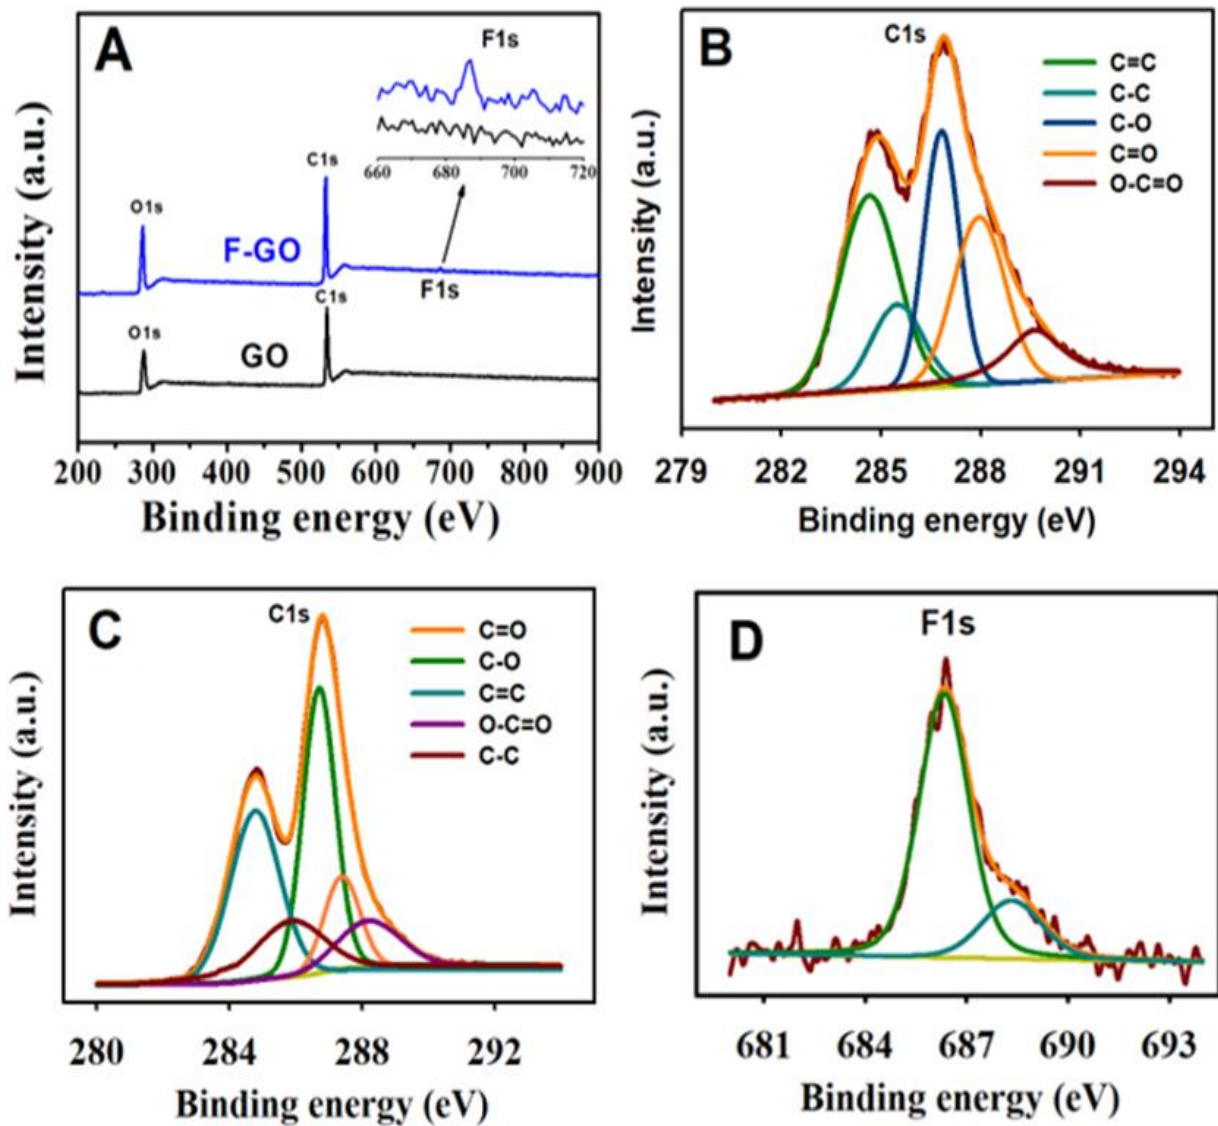 A
F1s
660 680 700 720
C1s
O1s
F-GO
C1s
F1s
O1s
GO
Intensity (a.u.)
200 300 400 500 600 700 800 900
Binding energy (eV)
B
C1s
C=C
C-C
C-O
C=O
O-C=O
Intensity (a.u.)
279 282 285 288 291 294
Binding energy (eV)
C
C1s
C=O
C-O
C=C
O-C=O
C-C
Intensity (a.u.)
280 284 288 292
Binding energy (eV)
D
F1s
Intensity (a.u.)
681 684 687 690 693
Binding energy (eV)